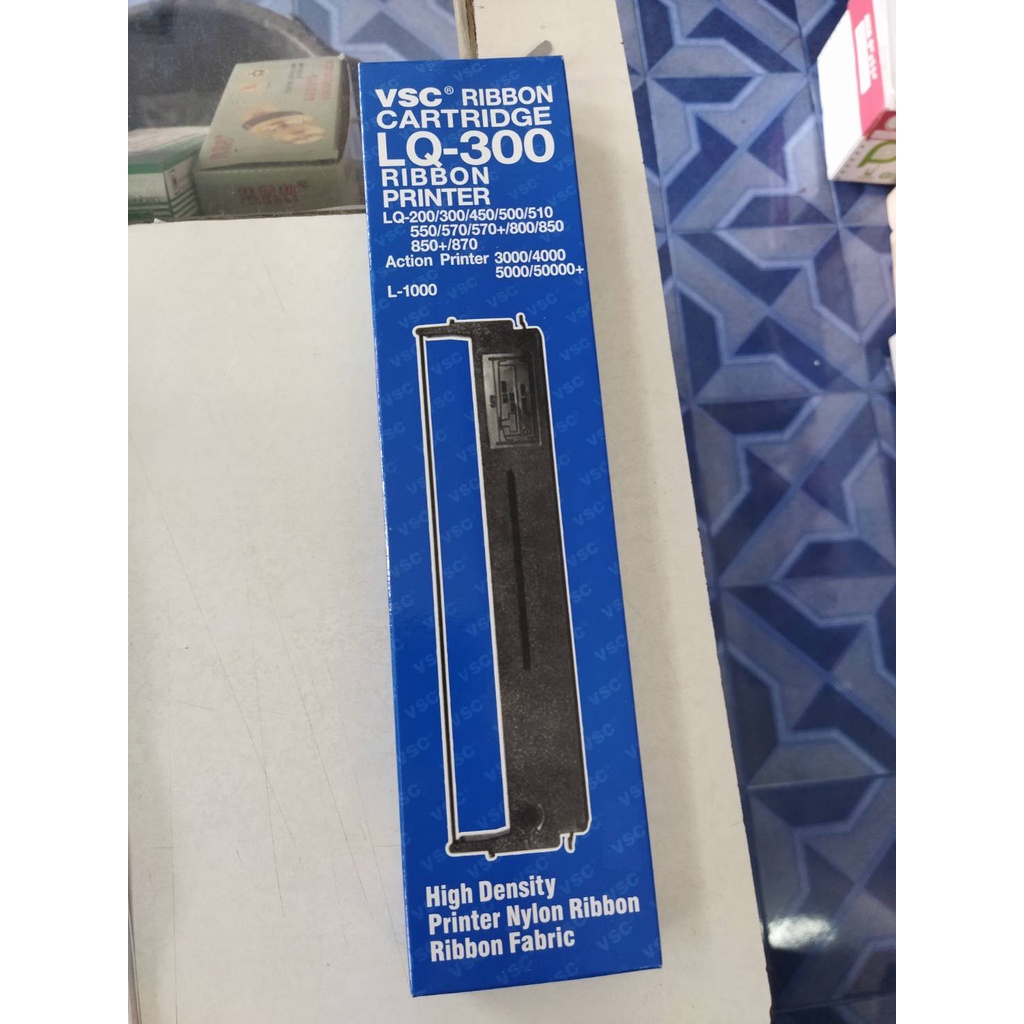 VSC® RIBBON
CARTRIDGE
LQ-300
RIBBON
PRINTER
LQ-200/300/450/500/510
550/570/570+/800/850
850+/870
Action Printer 3000/4000
5000/50000+
L-1000
High Density
Printer Nylon Ribbon
Ribbon Fabric